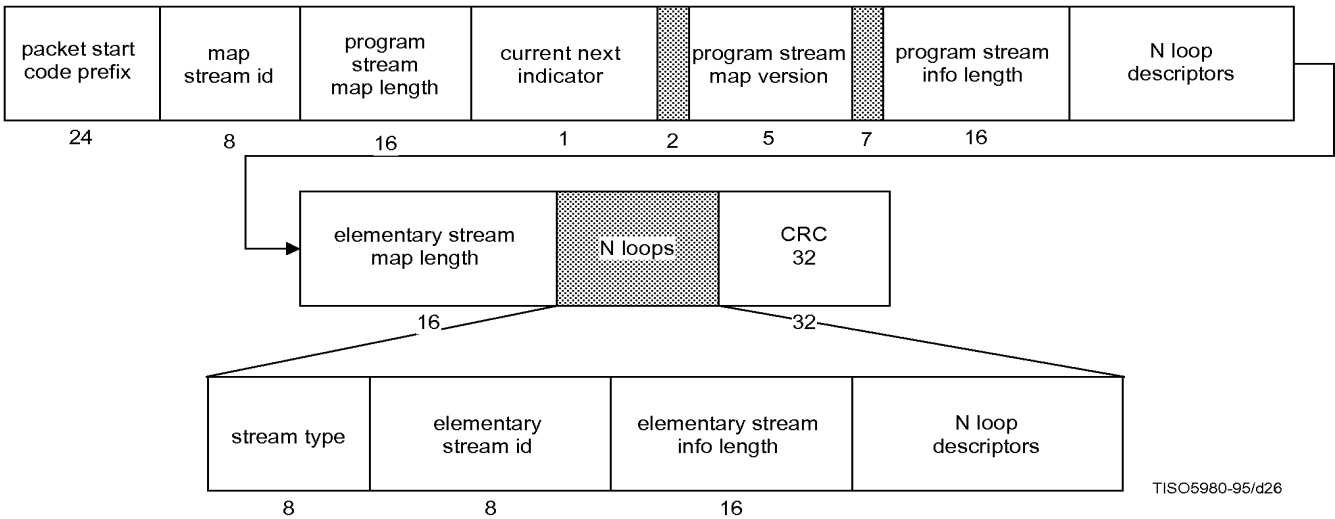 packet start
code prefix
map
stream id
program
stream
map length
current next
indicator
program stream
map version
program stream
info length
N loop
descriptors
24
8
16
1
2
5
7
16
elementary stream
map length
N loops
CRC
32
16
32
stream type
elementary
stream id
elementary stream
info length
N loop
descriptors
8
8
16
TISO5980-95/d26